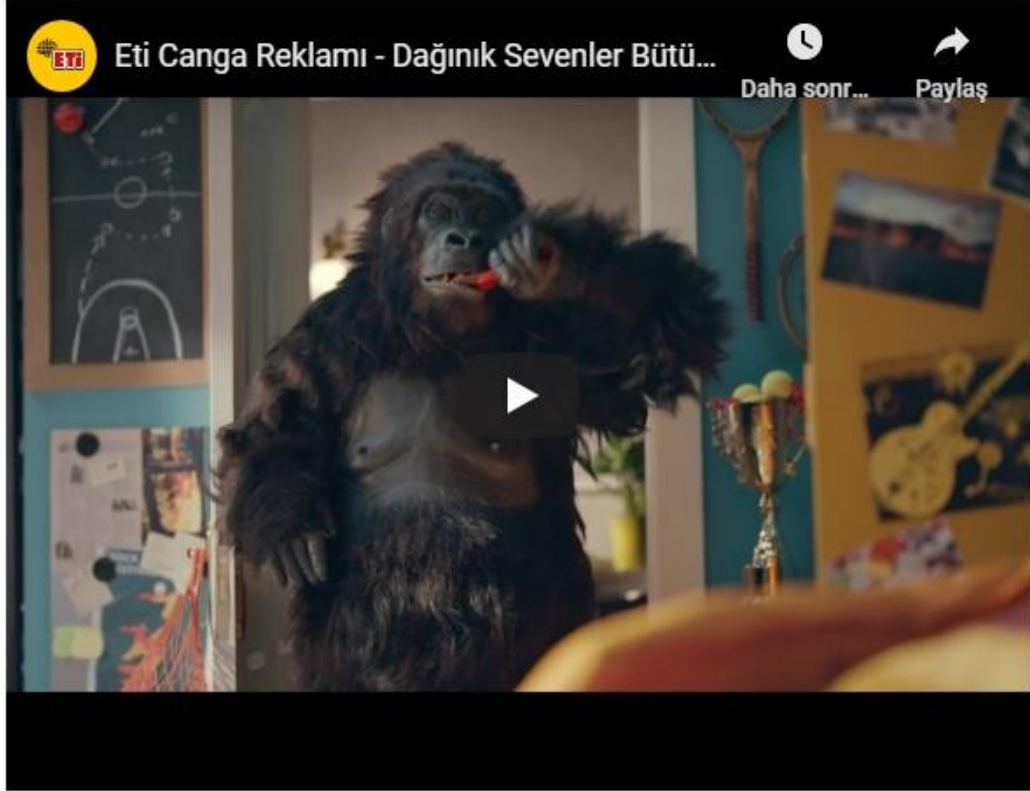 ETİ
Eti Canga Reklamı - Dağınık Sevenler Bütü...
Daha sonr...
Paylaş